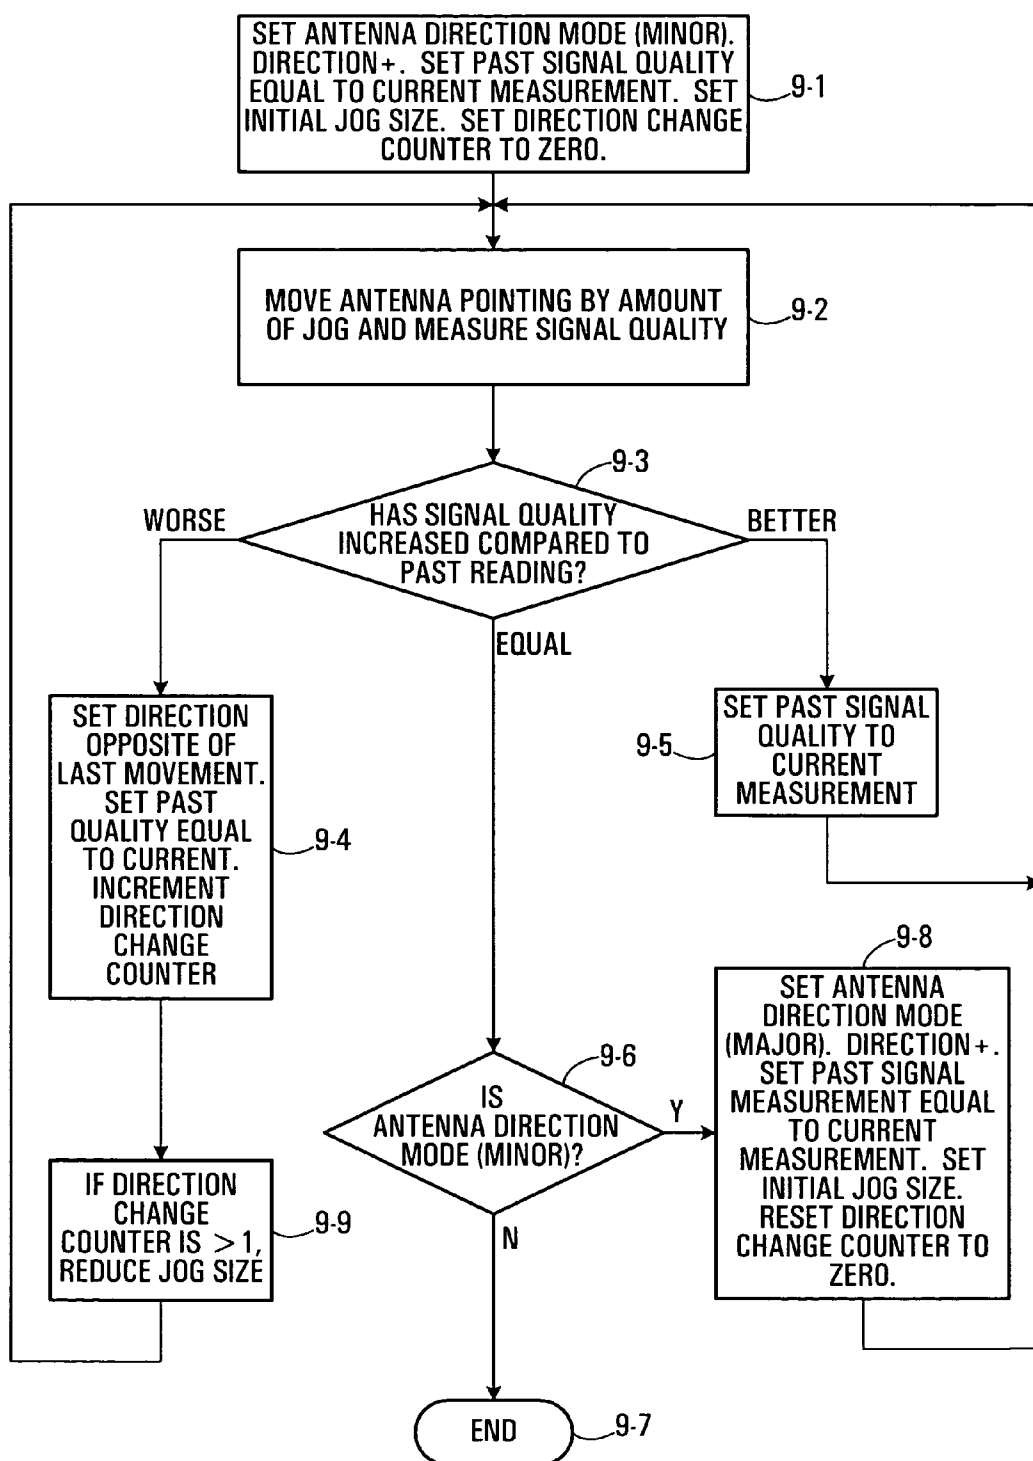 SET ANTENNA DIRECTION MODE (MINOR).
DIRECTION+. SET PAST SIGNAL QUALITY
EQUAL TO CURRENT MEASUREMENT. SET
INITIAL JOG SIZE. SET DIRECTION CHANGE
COUNTER TO ZERO.
9-1
MOVE ANTENNA POINTING BY AMOUNT
OF JOG AND MEASURE SIGNAL QUALITY
9-2
9-3
HAS SIGNAL QUALITY
INCREASED COMPARED TO
PAST READING?
WORSE
BETTER
EQUAL
SET DIRECTION
OPPOSITE OF
LAST MOVEMENT.
SET PAST
QUALITY EQUAL
TO CURRENT.
INCREMENT
DIRECTION
CHANGE
COUNTER
9-4
SET PAST SIGNAL
QUALITY TO
CURRENT
MEASUREMENT
9-5
9-6
IS
ANTENNA DIRECTION
MODE (MINOR)?
Y
N
9-8
SET ANTENNA
DIRECTION MODE
(MAJOR). DIRECTION+.
SET PAST SIGNAL
MEASUREMENT EQUAL
TO CURRENT
MEASUREMENT. SET
INITIAL JOG SIZE.
RESET DIRECTION
CHANGE COUNTER TO
ZERO.
IF DIRECTION
CHANGE
COUNTER IS >1,
REDUCE JOG SIZE
9-9
END
9-7